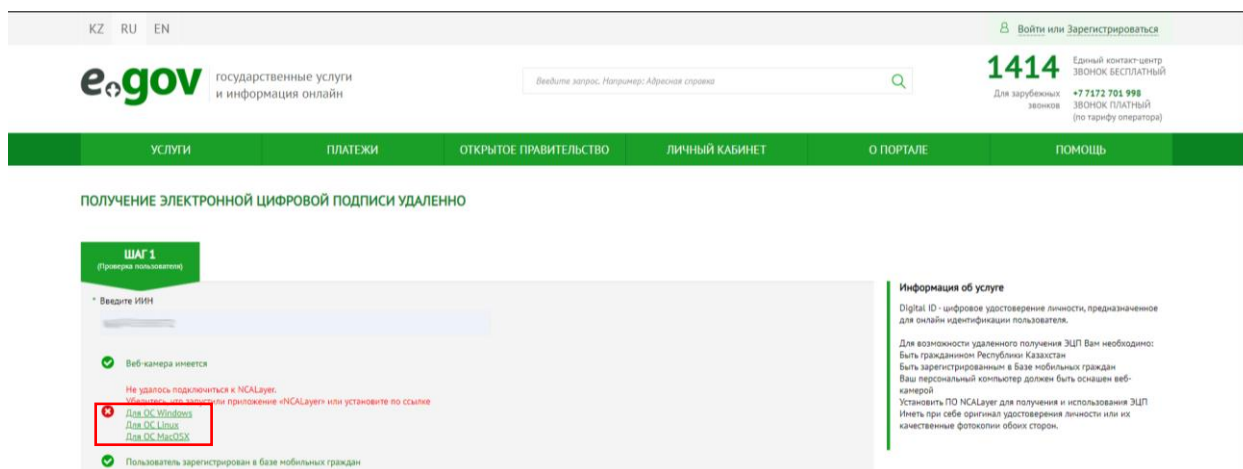 KZ RU EN
Войти или Зарегистрироваться
e.gov
государственные услуги
и информация онлайн
Введите запрос. Например: Адресная справка
1414
Единый контакт-центр
ЗВОНОК БЕСПЛАТНЫЙ
Для зарубежных
звонков
+7 7172 701 998
ЗВОНОК ПЛАТНЫЙ
(по тарифу оператора)
УСЛУГИ ПЛАТЕЖИ ОТКРЫТОЕ ПРАВИТЕЛЬСТВО ЛИЧНЫЙ КАБИНЕТ О ПОРТАЛЕ ПОМОЩЬ
ПОЛУЧЕНИЕ ЭЛЕКТРОННОЙ ЦИФРОВОЙ ПОДПИСИ УДАЛЕННО
ШАГ 1
(Проверка пользователя)
* Введите ИИН
Веб-камера имеется
Не удалось подключиться к NCALayer.
Убедитесь, что запустили приложение «NCALayer» или установите по ссылке
Для ОС Windows
Для ОС Linux
Для ОС MacOSX
Пользователь зарегистрирован в базе мобильных граждан
Информация об услуге
Digital ID - цифровое удостоверение личности, предназначенное
для онлайн идентификации пользователя.
Для возможности удаленного получения ЭЦП Вам необходимо:
Быть гражданином Республики Казахстан
Быть зарегистрированным в Базе мобильных граждан
Ваш персональный компьютер должен быть оснашен веб-
камерой
Установить ПО NCALayer для получения и использования ЭЦП
Иметь при себе оригинал удостоверения личности или их
качественные фотокопии обоих сторон.